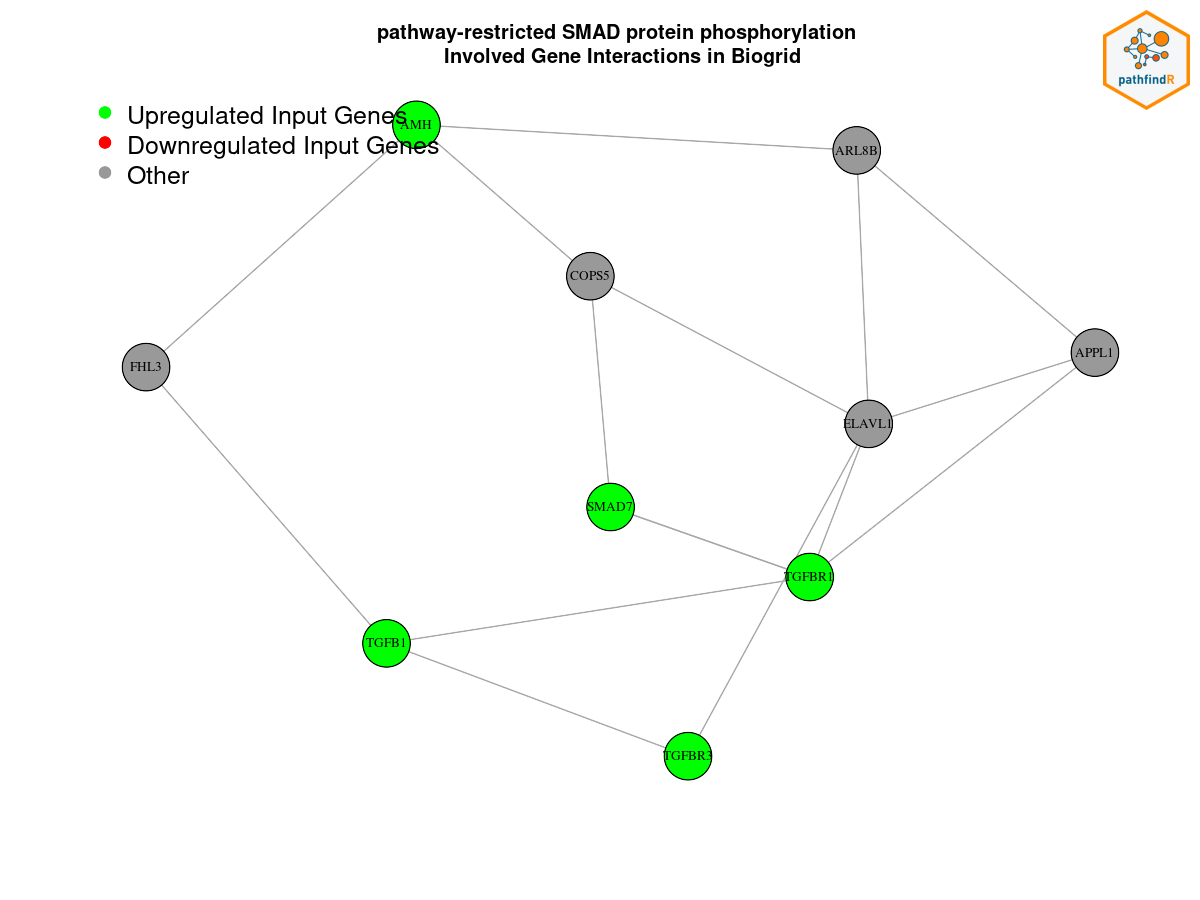 pathway-restricted SMAD protein phosphorylation
Involved Gene Interactions in Biogrid
pathfindR
Upregulated Input Genes
Downregulated Input Genes
Other
AMH
ARL8B
COPS5
FHL3
APPL1
ELAVL1
SMAD7
TGFBR1
TGFB1
TGFBR3